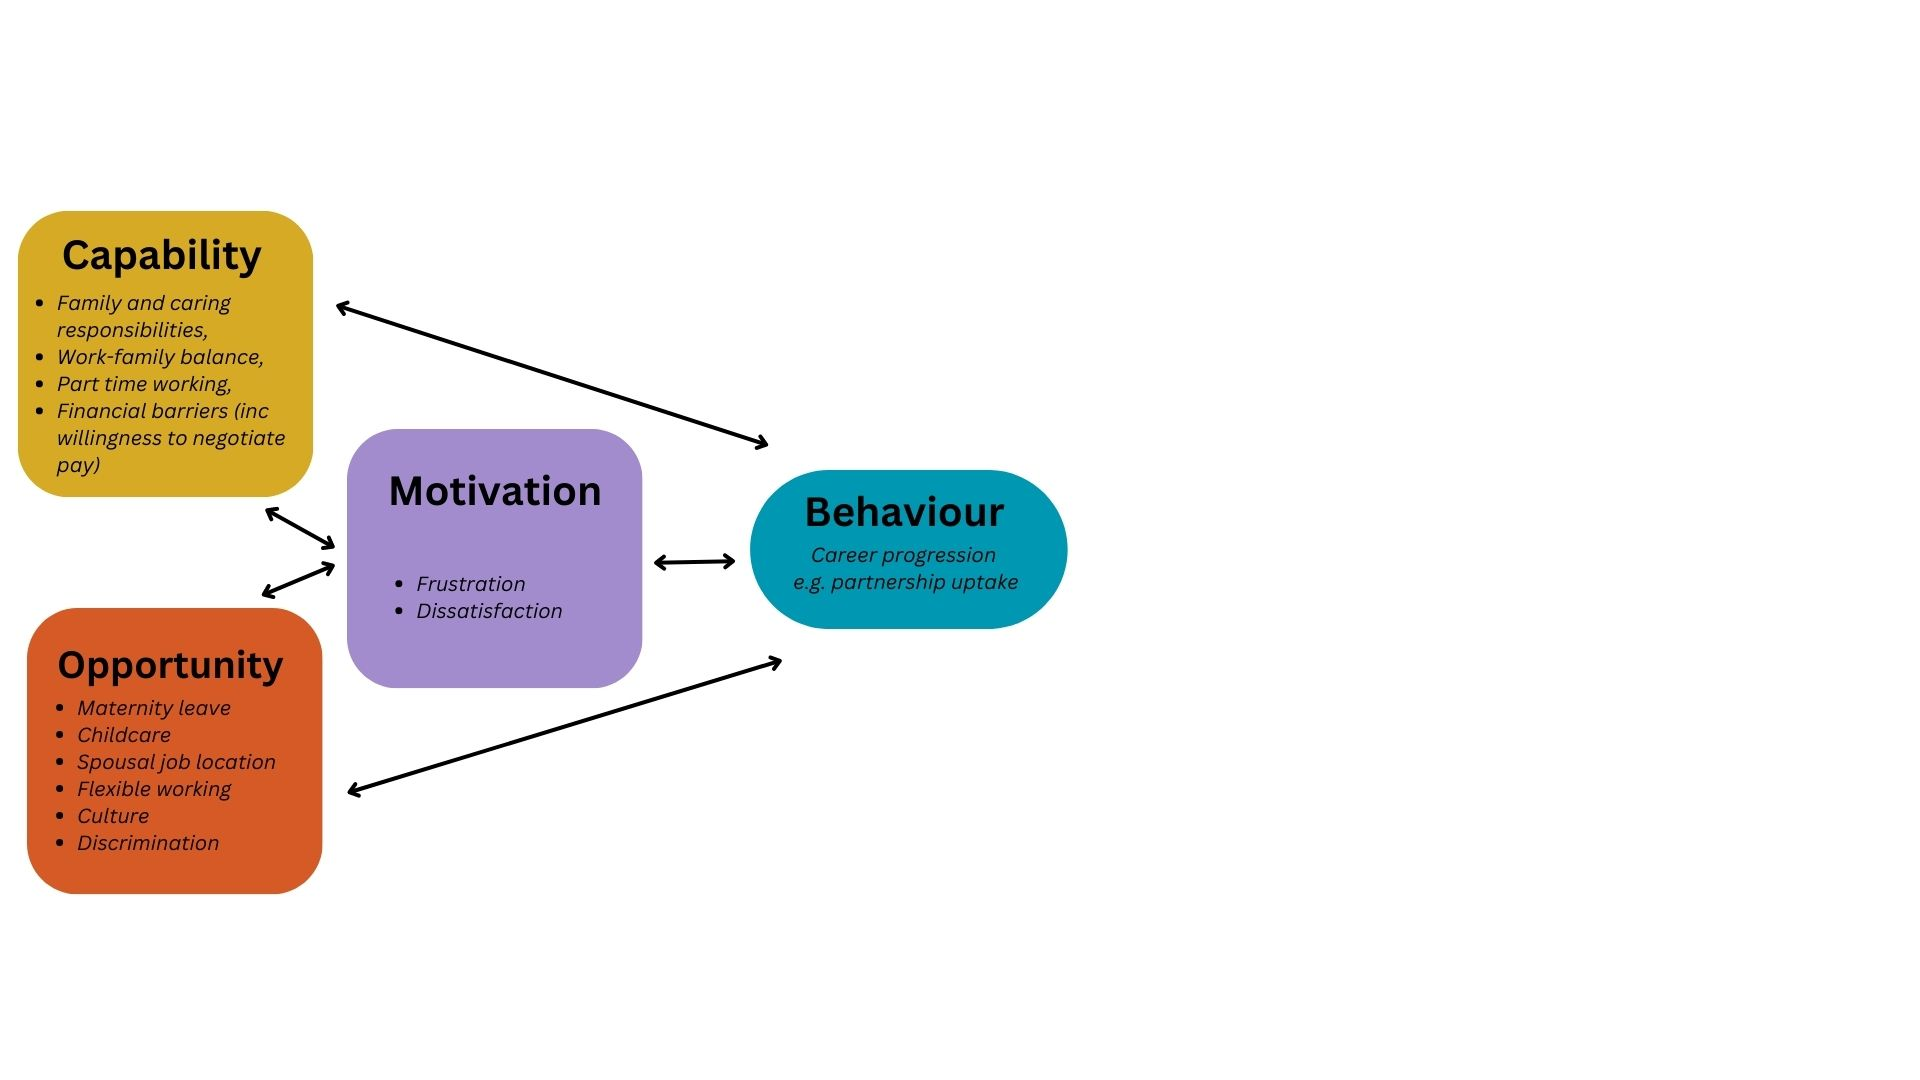 Capability
• Family and caring
responsibilities,
• Work-family balance,
• Part time working,
• Financial barriers (inc
willingness to negotiate
pay)
Motivation
• Frustration
• Dissatisfaction
Behaviour
Career progression
e.g. partnership uptake
Opportunity
• Maternity leave
• Childcare
• Spousal job location
• Flexible working
• Culture
• Discrimination